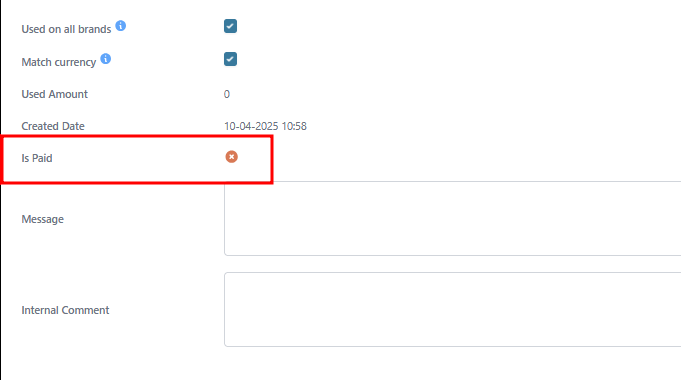 Used on all brands
Match currency
Used Amount 0
Created Date 10-04-2025 10:58
Is Paid
Message
Internal Comment